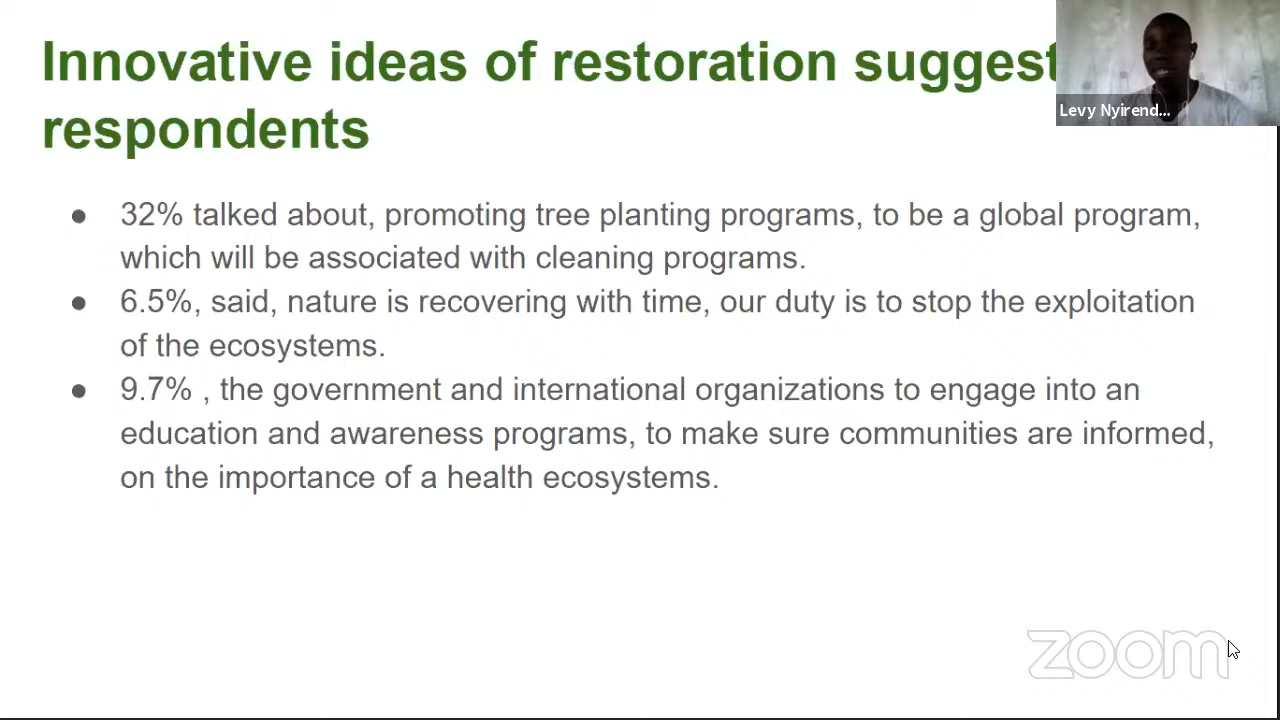 Innovative ideas of restoration suggest
respondents
Levy Nyirend...
● 32% talked about, promoting tree planting programs, to be a global program,
which will be associated with cleaning programs.
● 6.5%, said, nature is recovering with time, our duty is to stop the exploitation
of the ecosystems.
● 9.7% , the government and international organizations to engage into an
education and awareness programs, to make sure communities are informed,
on the importance of a health ecosystems.
zoom